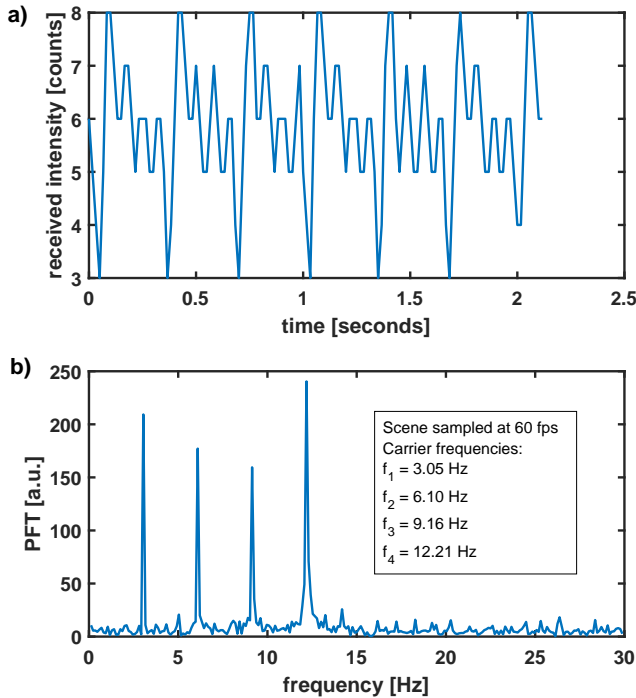 a)
8
7
6
5
4
3
received intensity [counts]
0
0.5
1
1.5
2
2.5
time [seconds]
b)
250
200
150
100
50
0
PFT [a.u.]
Scene sampled at 60 fps
Carrier frequencies:
f1 = 3.05 Hz
f2 = 6.10 Hz
f3 = 9.16 Hz
f4 = 12.21 Hz
0
5
10
15
20
25
30
frequency [Hz]